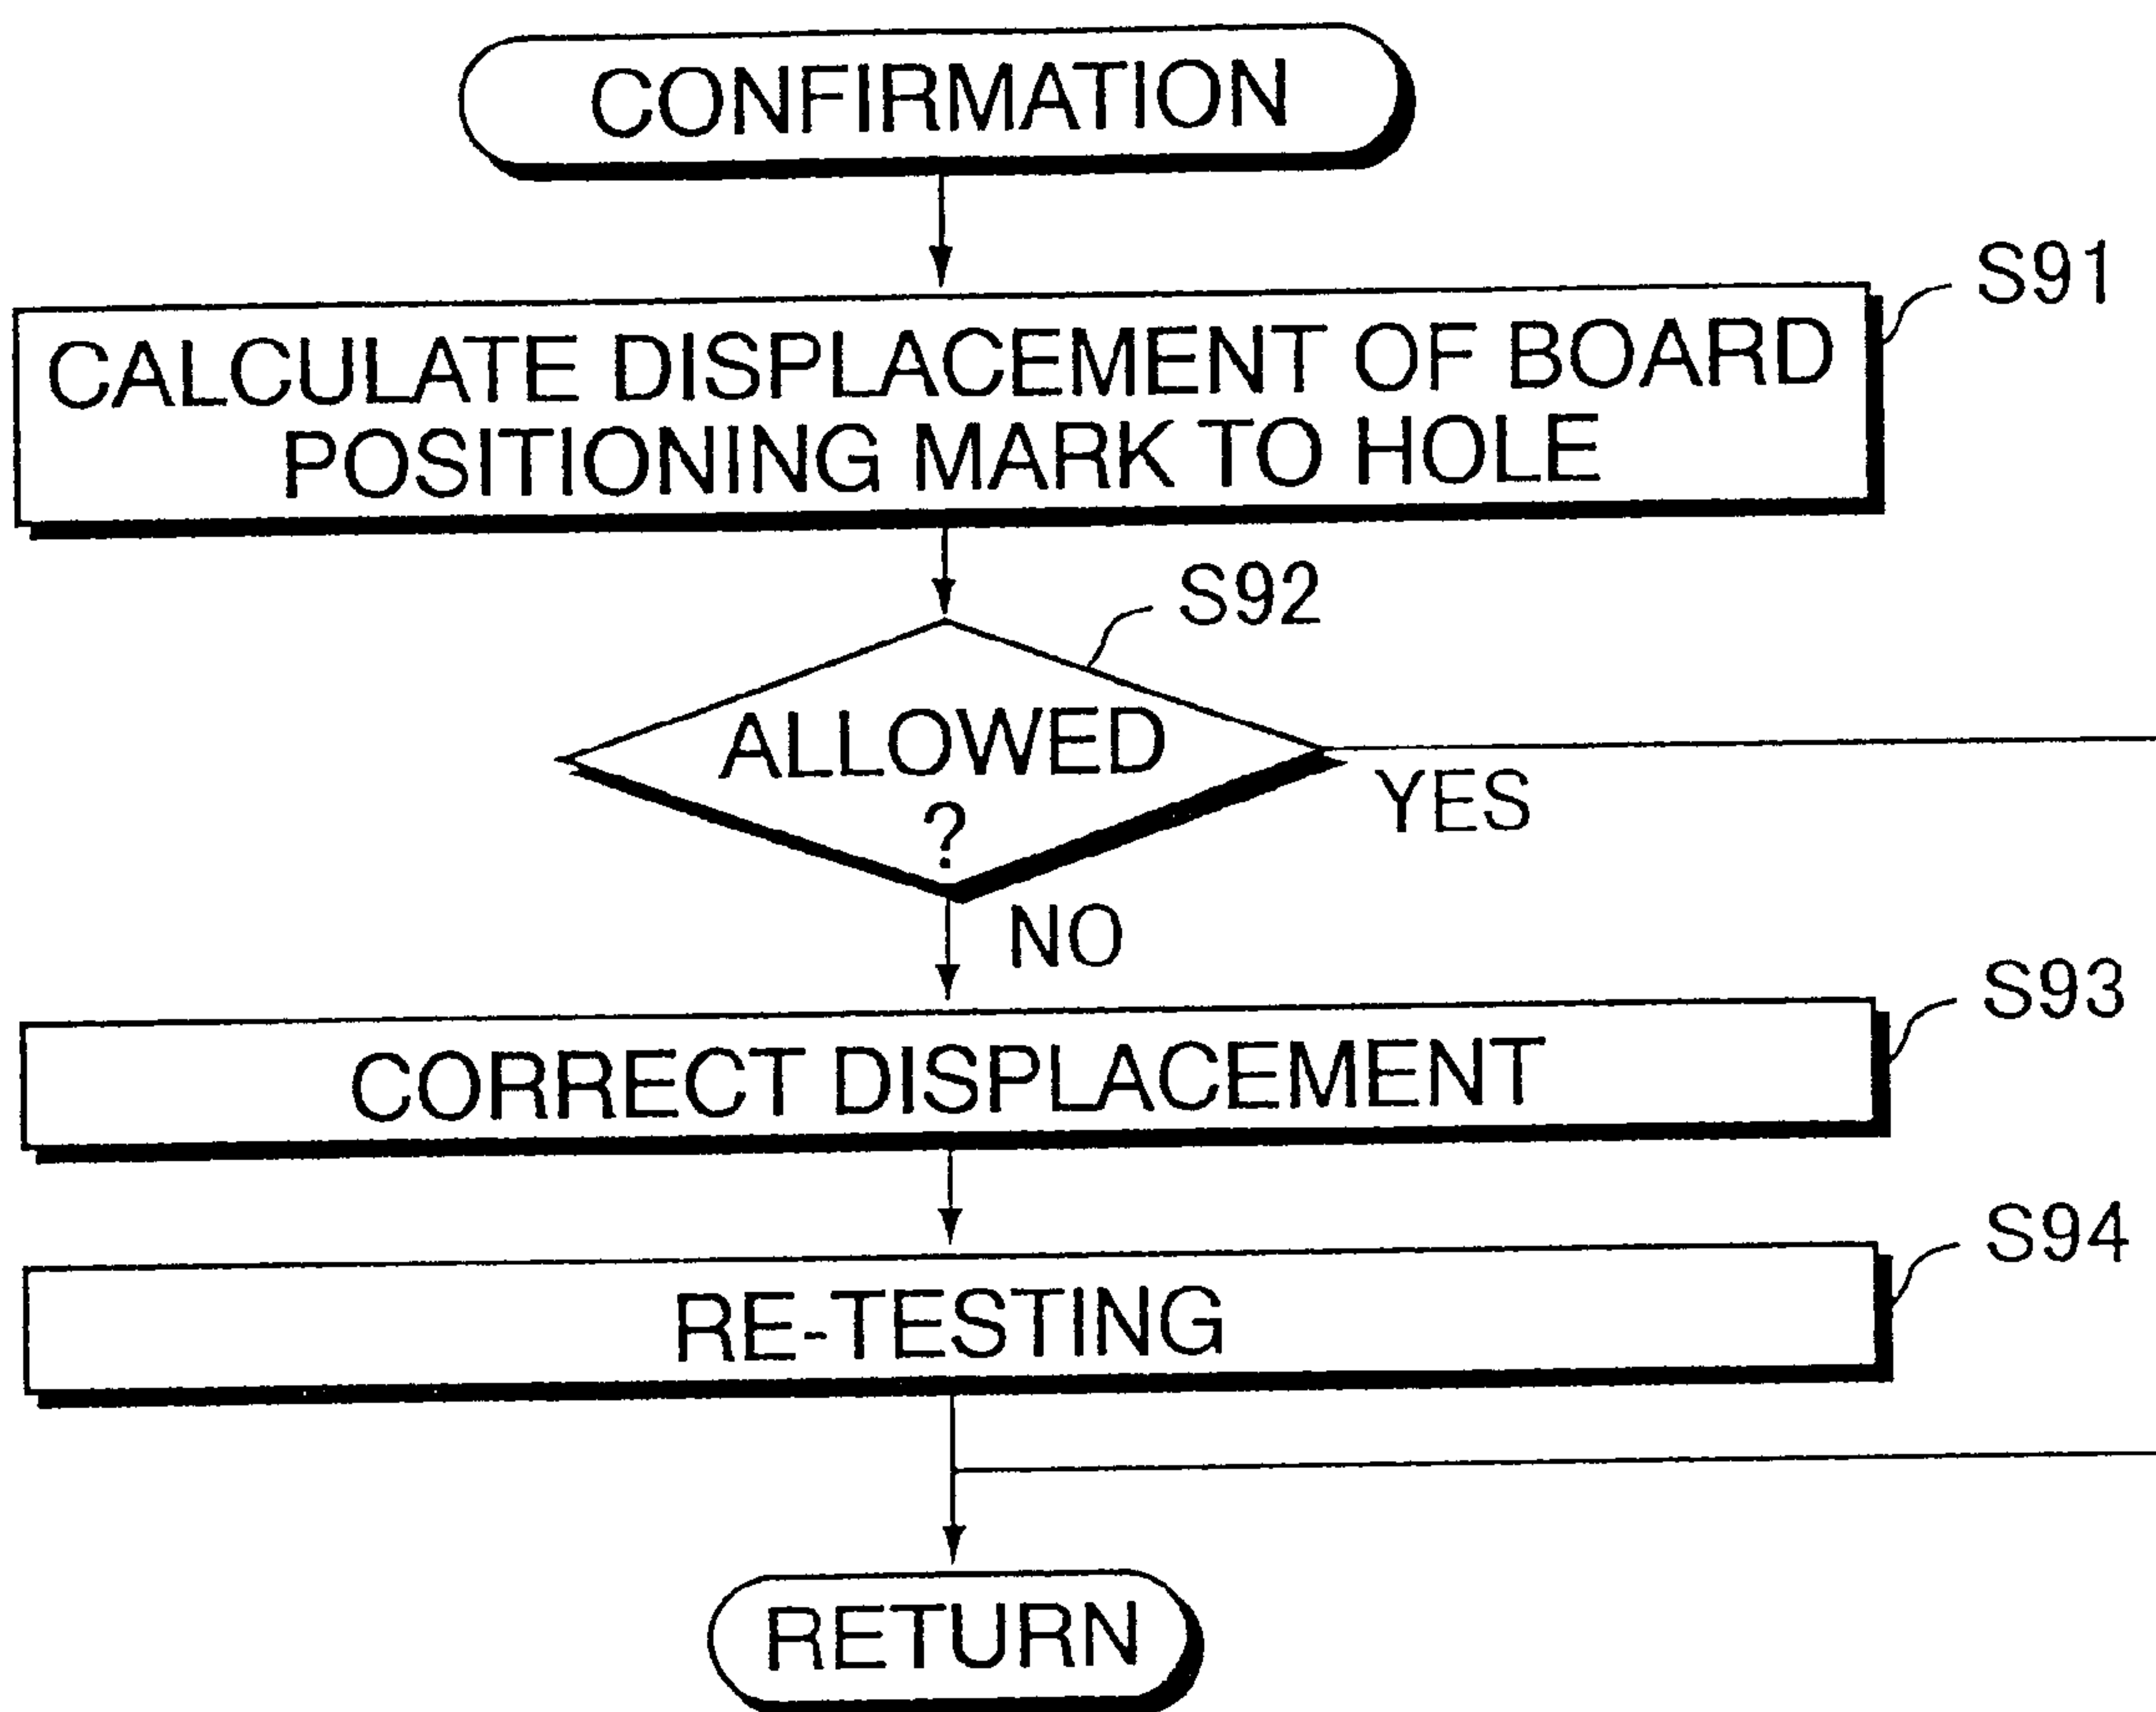 CONFIRMATION
S91
CALCULATE DISPLACEMENT OF BOARD
POSITIONING MARK TO HOLE
S92
ALLOWED
?
YES
NO
S93
CORRECT DISPLACEMENT
S94
RE-TESTING
RETURN